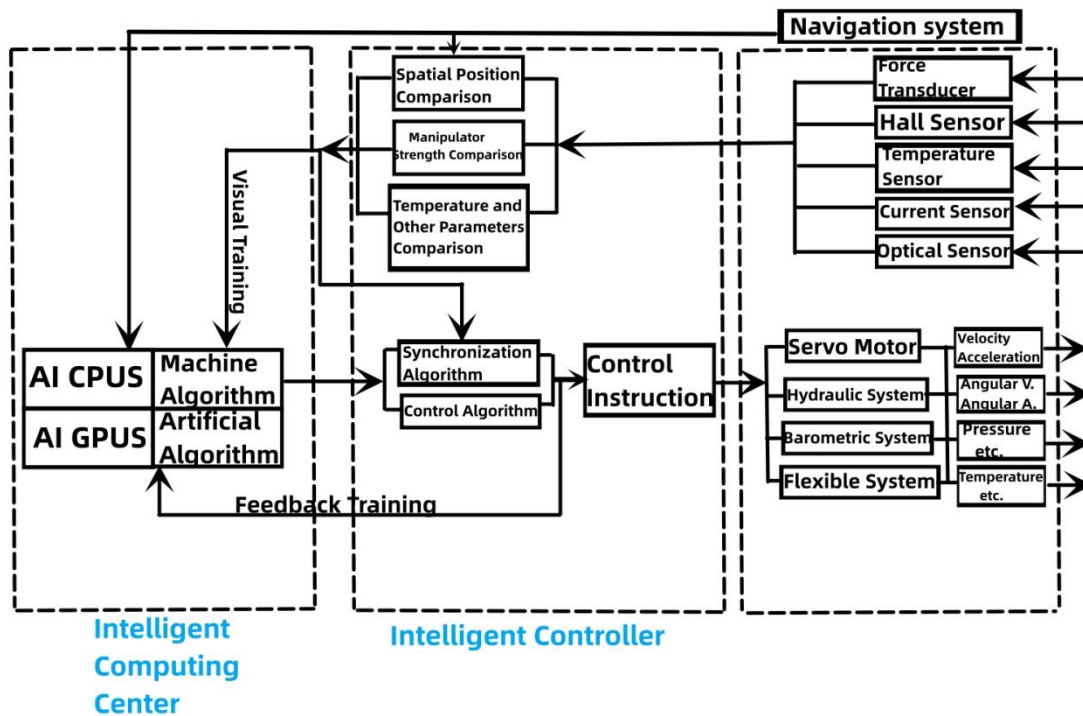 Navigation system
Spatial Position
Comparison
Manipulator
Strength Comparison
Temperature and
Other Parameters
Comparison
Force
Transducer
Hall Sensor
Temperature
Sensor
Current Sensor
Optical Sensor
Visual Training
AI CPUS
Machine
Algorithm
AI GPUS
Artificial
Algorithm
Synchronization
Algorithm
Control Algorithm
Control
Instruction
Servo Motor
Hydraulic System
Barometric System
Flexible System
Velocity
Acceleration
Angular V.
Angular A.
Pressure
etc.
Temperature
etc.
Feedback Training
Intelligent
Computing
Center
Intelligent Controller